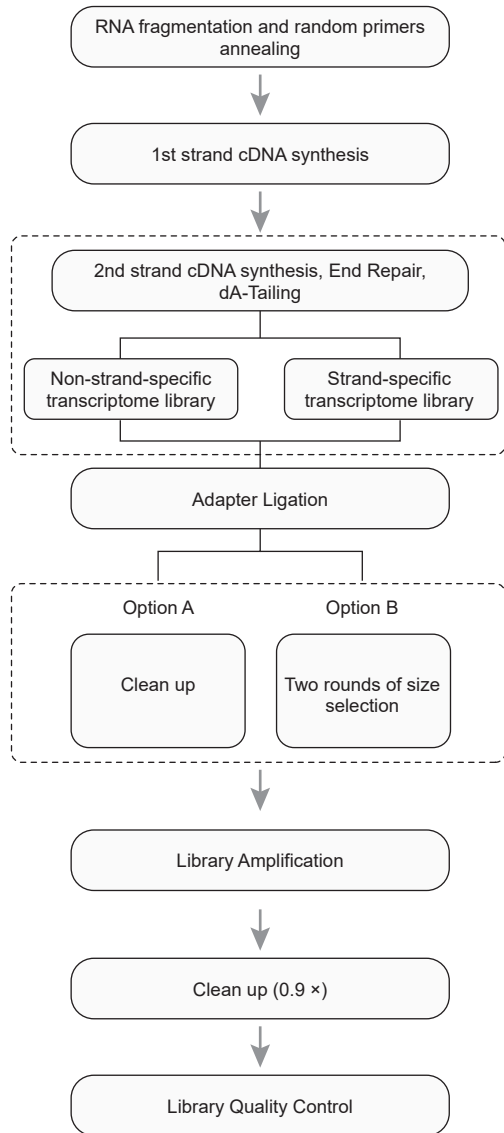 RNA fragmentation and random primers
annealing
1st strand cDNA synthesis
2nd strand cDNA synthesis, End Repair,
dA-Tailing
Non-strand-specific
transcriptome library
Strand-specific
transcriptome library
Adapter Ligation
Option A
Option B
Clean up
Two rounds of size
selection
Library Amplification
Clean up (0.9 ×)
Library Quality Control